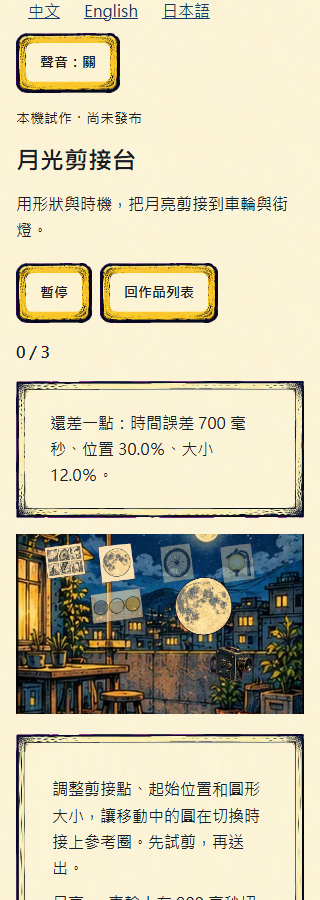 中文 English 日本語
聲音：關
本機試作・尚未發布
月光剪接台
用形狀與時機，把月亮剪接到車輪與街
燈。
暫停 回作品列表
0 / 3
還差一點：時間誤差 700 毫
秒、位置 30.0%、大小
12.0%。
調整剪接點、起始位置和圓形
大小，讓移動中的圓在切換時
接上參考圈。先試剪，再送
出。